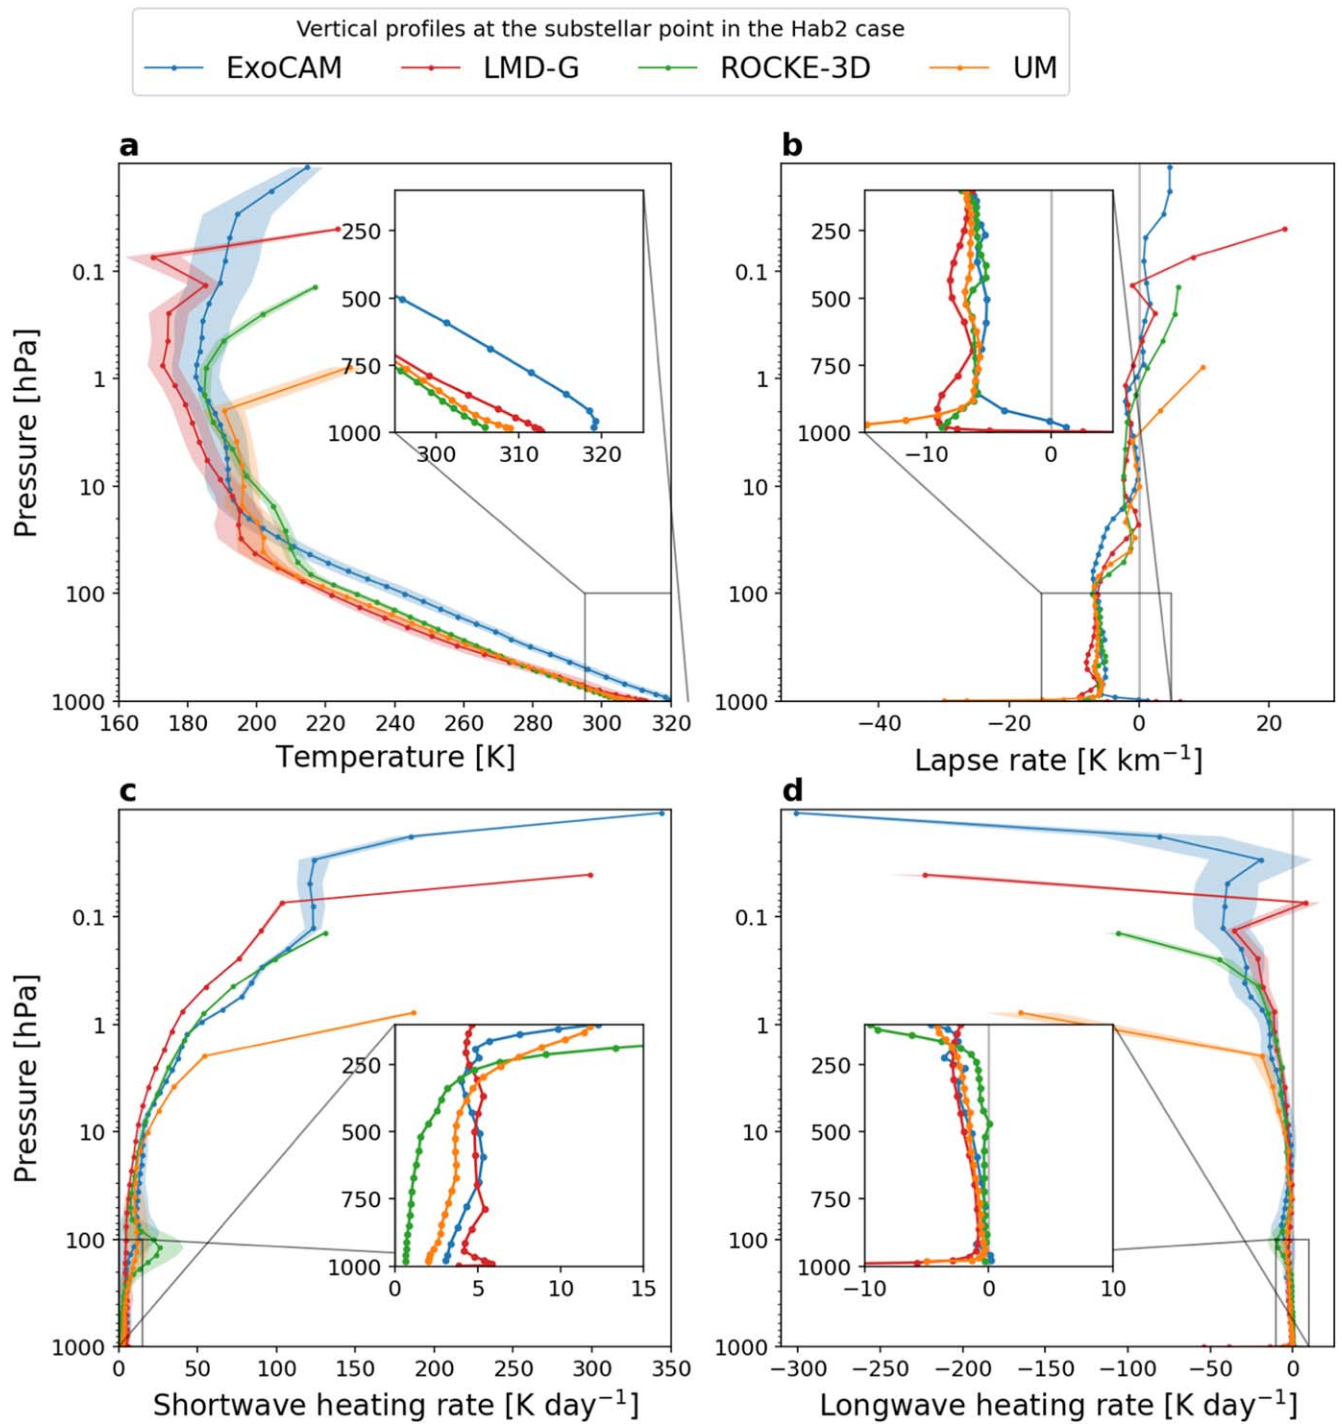 Vertical profiles at the substellar point in the Hab2 case
ExoCAM LMD-G ROCKE-3D UM
a
b
Pressure [hPa]
0.1
1
10
100
1000
160 180 200 220 240 260 280 300 320
Temperature [K]
250
500
750
1000
300 310 320
0.1
1
10
100
1000
−40 −20 0 20
Lapse rate [K km⁻¹]
250
500
750
1000
−10 0
c
d
Pressure [hPa]
0.1
1
10
100
1000
0 50 100 150 200 250 300 350
Shortwave heating rate [K day⁻¹]
250
500
750
1000
0 5 10 15
0.1
1
10
100
1000
−300 −250 −200 −150 −100 −50 0
Longwave heating rate [K day⁻¹]
250
500
750
1000
−10 0 10